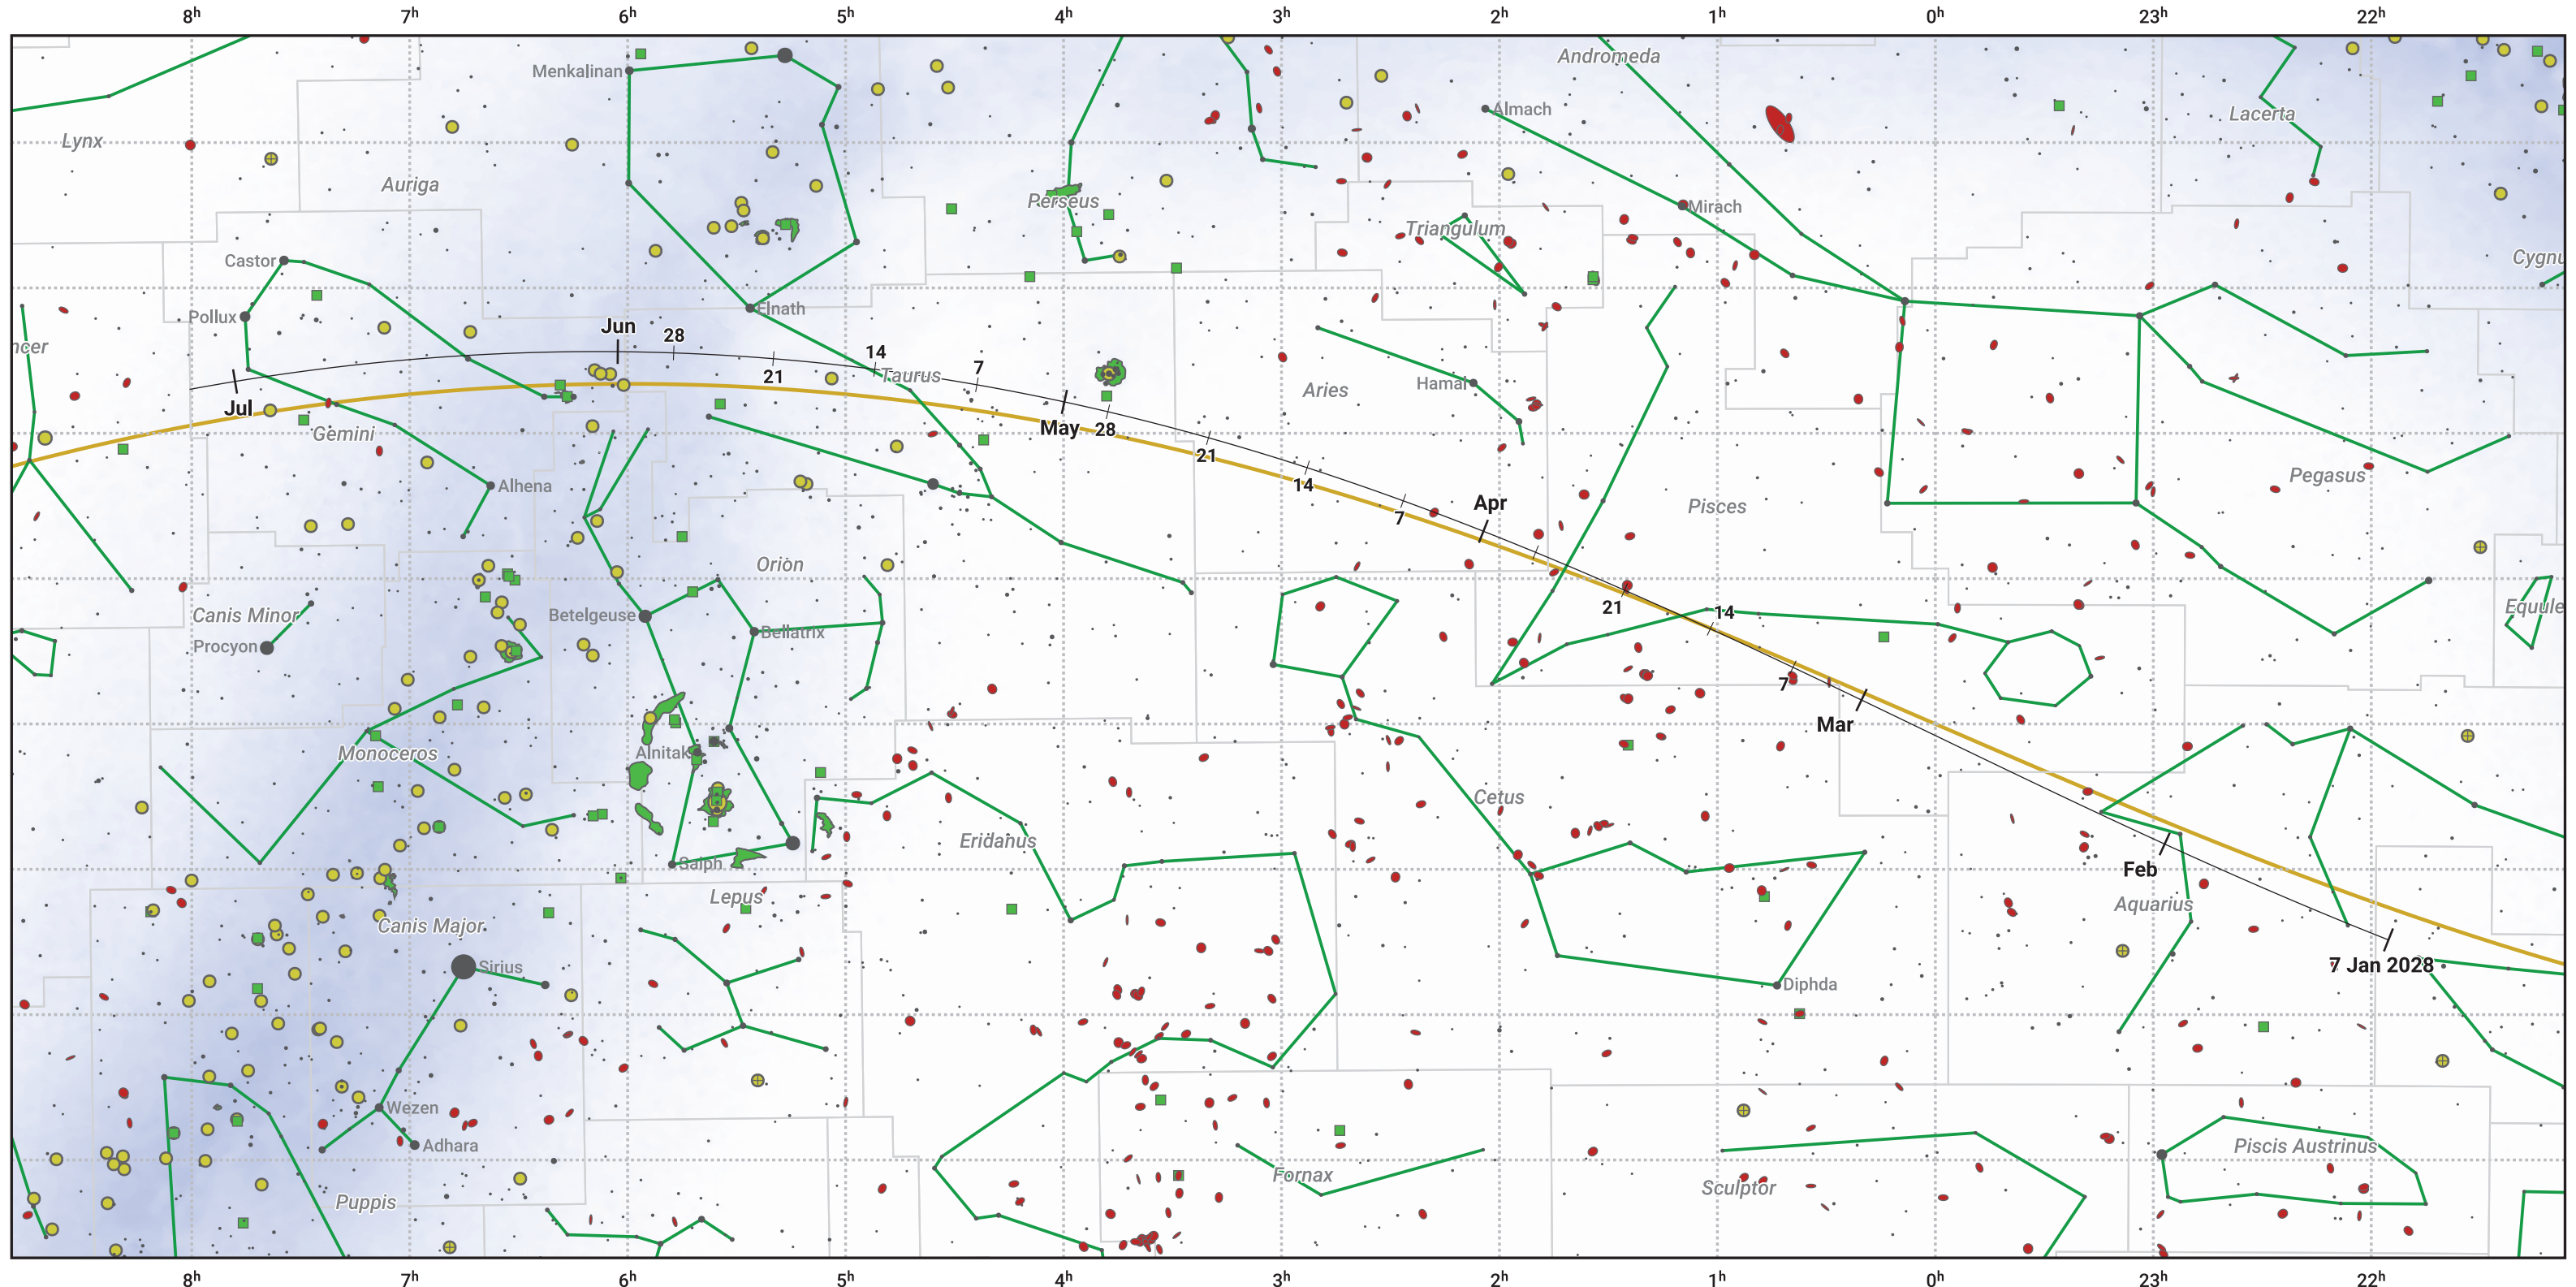 8h 7h 6h 5h 4h 3h 2h 1h 0h 23h 22h
Andromeda
Menkalinan
Almach
Lacerta
Lynx
Auriga
Perseus
Mirach
Triangulum
Castor
Cygnu
Elnath
Pollux
Jun
28
ncer
14
7
21
Taurus
Hamal
Aries
Jul
May
28
Gemini
21
Pegasus
14
Alhena
Apr
Pisces
7
Orion
21
14
Canis Minor
Betelgeuse
Equule
Bellatrix
Procyon
7
Mar
Monoceros
Alnitak
Cetus
Eridanus
Saiph
Feb
Lepus
Aquarius
Canis Major
Sirius
7 Jan 2028
Diphda
Wezen
Adhara
Piscis Austrinus
Fornax
Sculptor
Puppis
8h 7h 6h 5h 4h 3h 2h 1h 0h 23h 22h